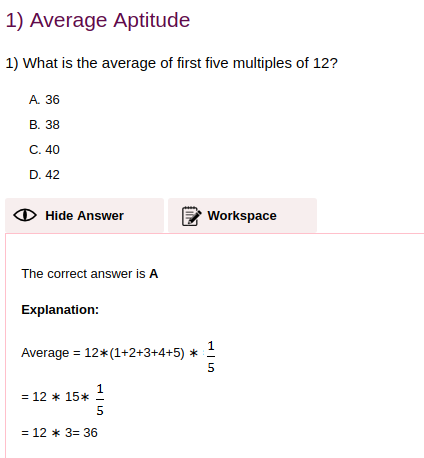 1) Average Aptitude
1) What is the average of first five multiples of 12?
A. 36
B. 38
C. 40
D. 42
Hide Answer Workspace
The correct answer is A
Explanation:
Average = 12∗(1+2+3+4+5) ∗ 1/5
= 12 ∗ 15∗ 1/5
= 12 ∗ 3= 36